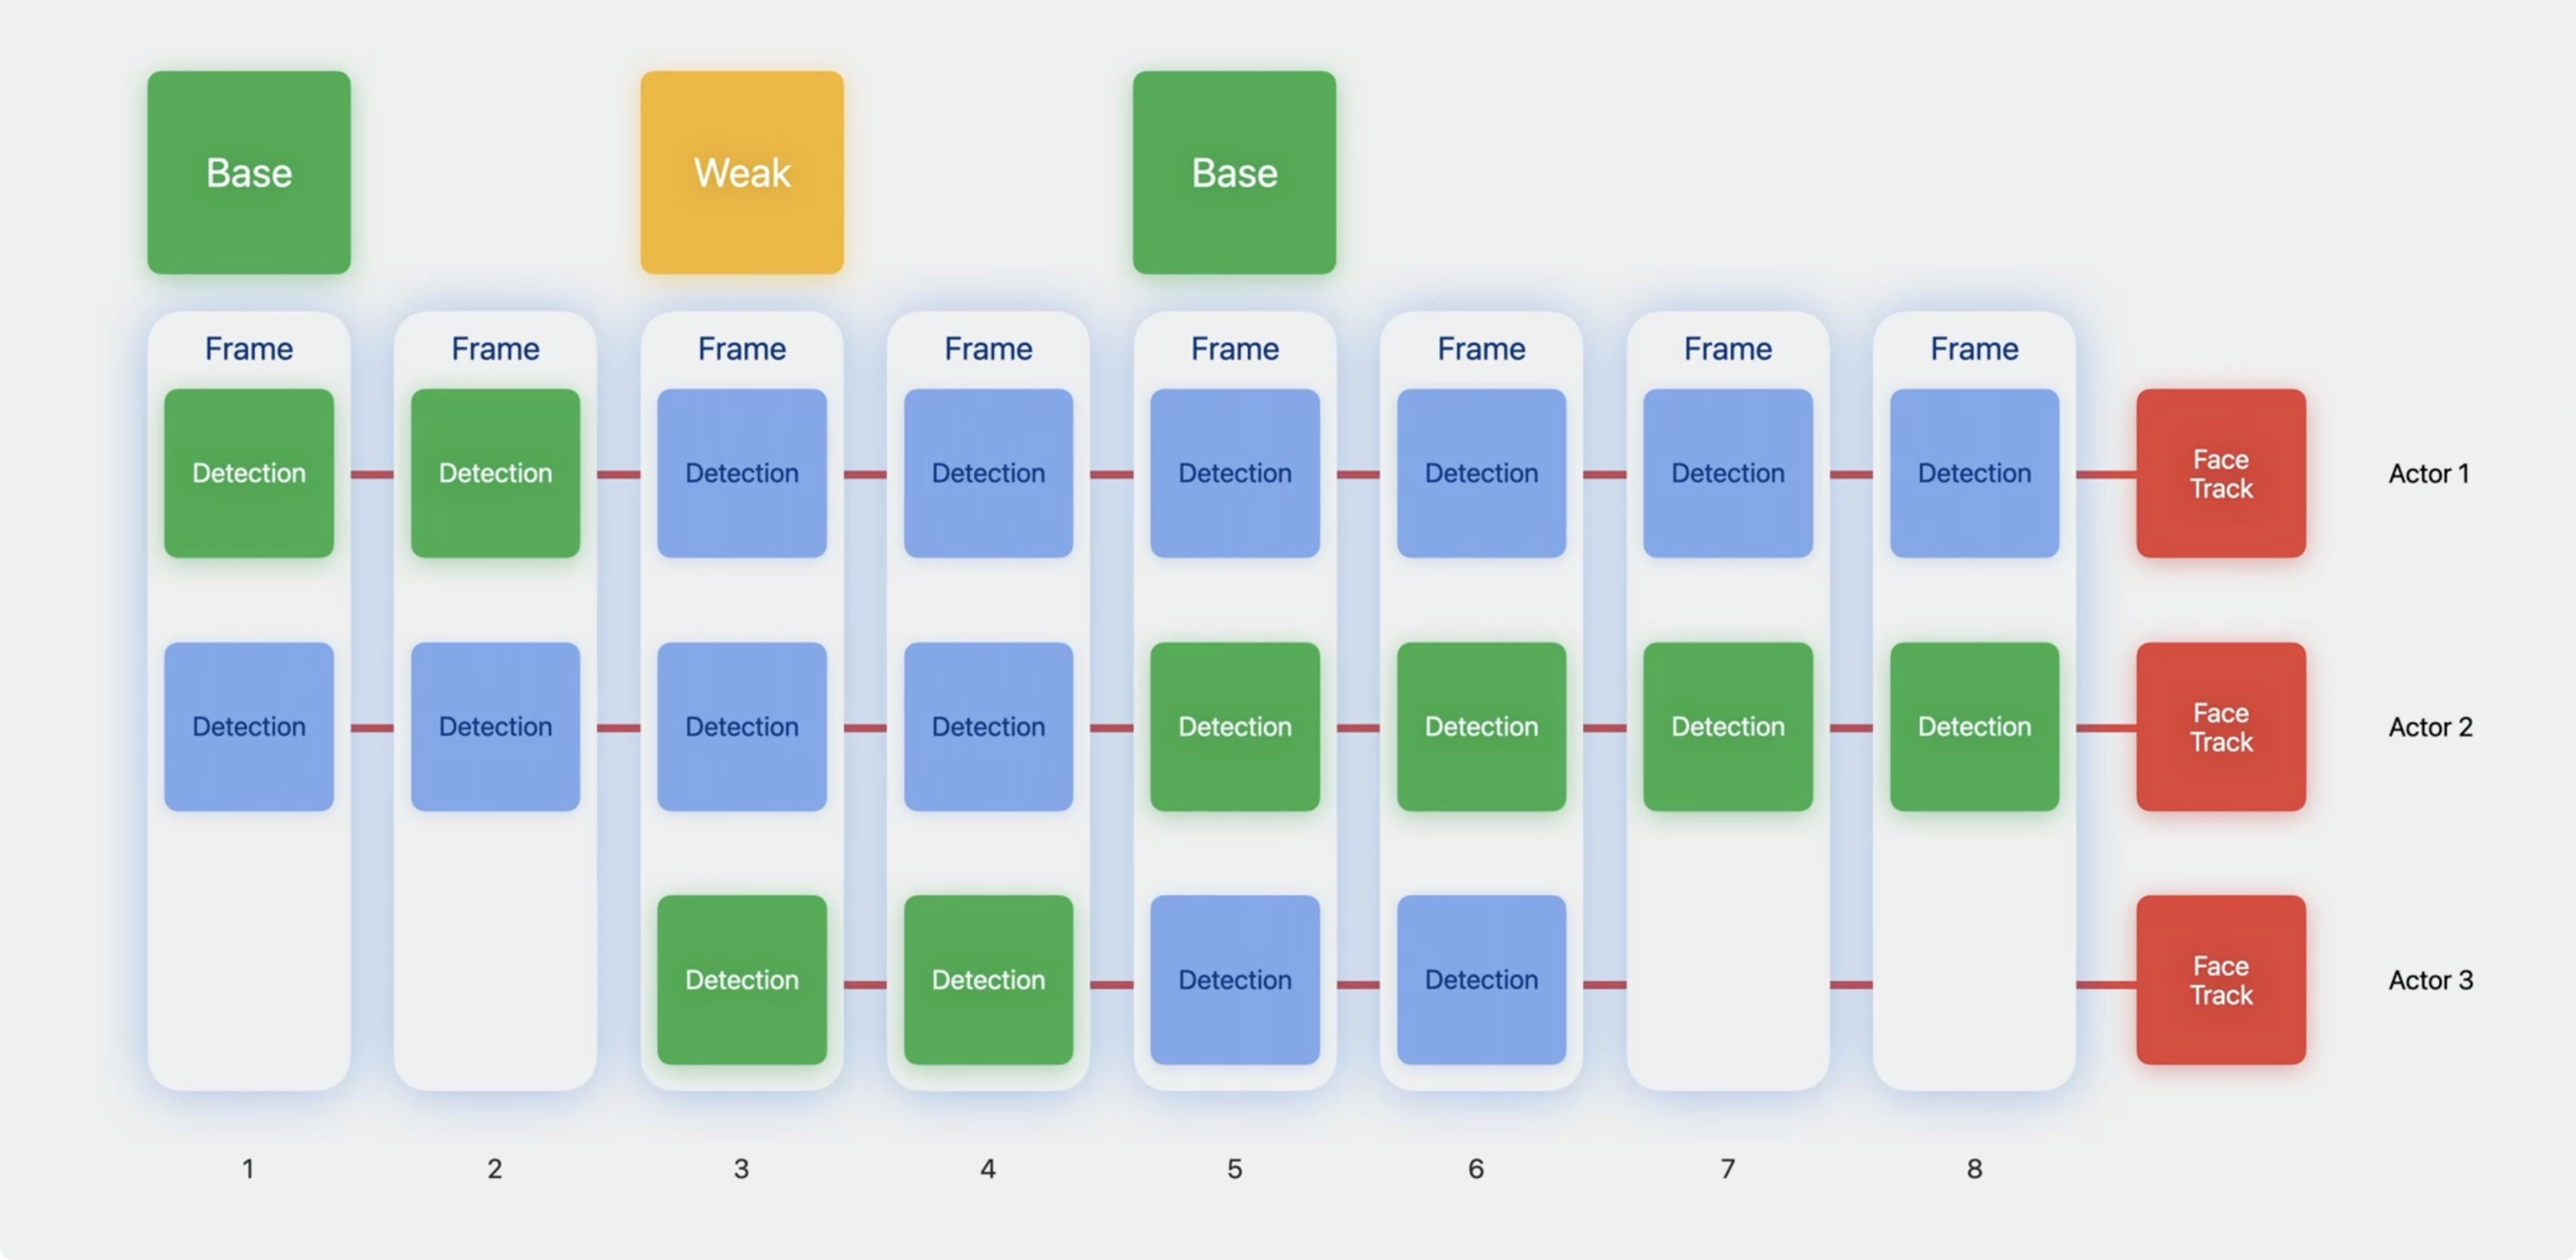 Base
Weak
Base
Frame
Frame
Frame
Frame
Frame
Frame
Frame
Frame
Detection
Detection
Detection
Detection
Detection
Detection
Detection
Detection
Face
Track
Actor 1
Detection
Detection
Detection
Detection
Detection
Detection
Detection
Detection
Face
Track
Actor 2
Detection
Detection
Detection
Detection
Face
Track
Actor 3
1
2
3
4
5
6
7
8